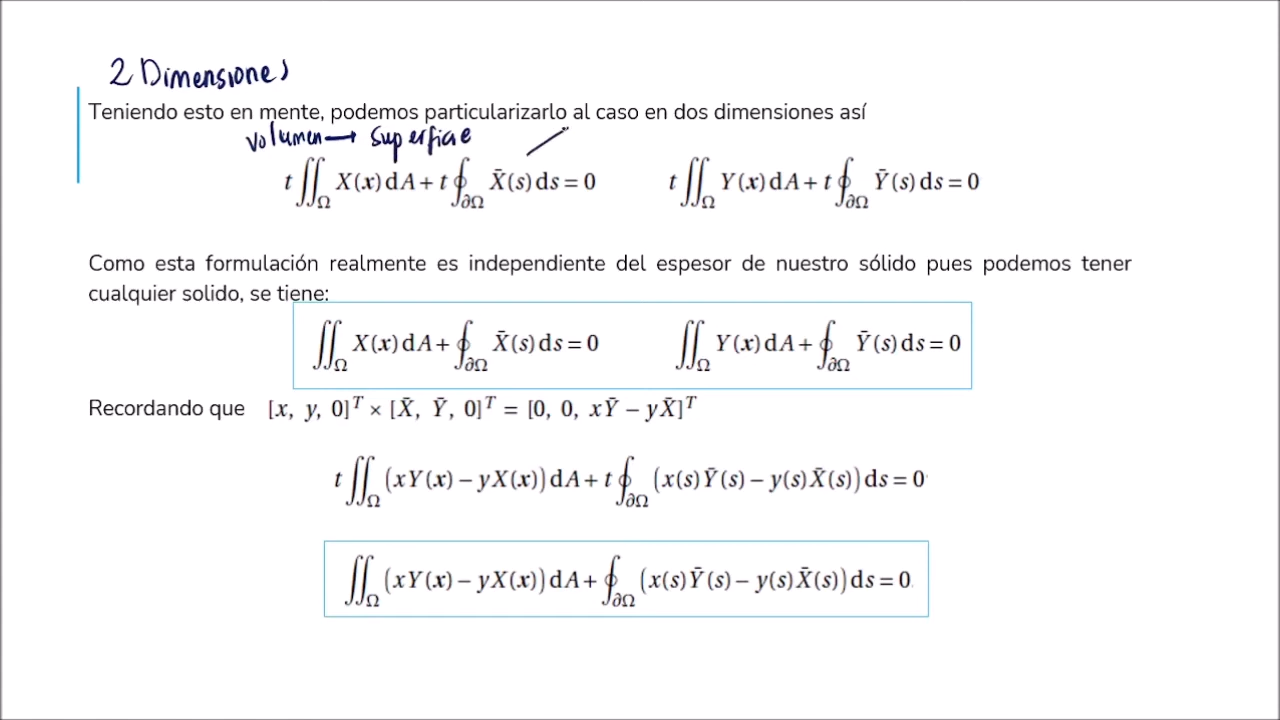 2 Dimensiones
Teniendo esto en mente, podemos particularizarlo al caso en dos dimensiones así
volumen → superficie
t∬_Ω X(x) dA + t∮_∂Ω X̄(s) ds = 0 t∬_Ω Y(x) dA + t∮_∂Ω Ȳ(s) ds = 0
Como esta formulación realmente es independiente del espesor de nuestro sólido pues podemos tener
cualquier solido, se tiene:
∬_Ω X(x) dA + ∮_∂Ω X̄(s) ds = 0 ∬_Ω Y(x) dA + ∮_∂Ω Ȳ(s) ds = 0
Recordando que [x, y, 0]^T × [X̄, Ȳ, 0]^T = [0, 0, xȲ − yX̄]^T
t∬_Ω (xY(x) − yX(x)) dA + t∮_∂Ω (x(s)Ȳ(s) − y(s)X̄(s)) ds = 0
∬_Ω (xY(x) − yX(x)) dA + ∮_∂Ω (x(s)Ȳ(s) − y(s)X̄(s)) ds = 0